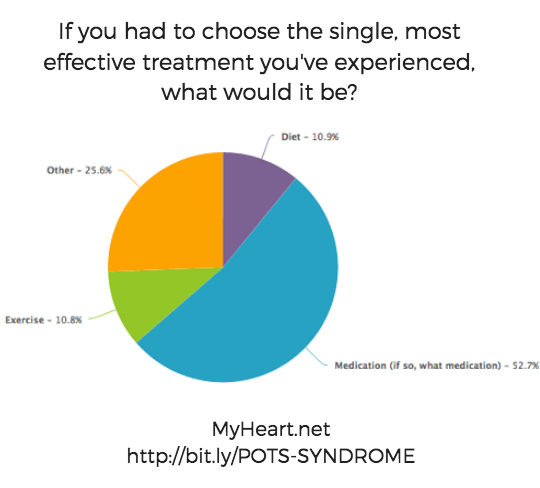 If you had to choose the single, most
effective treatment you've experienced,
what would it be?
Diet - 10.9%
Other - 25.6%
Exercise - 10.8%
Medication (if so, what medication) - 52.7%
MyHeart.net
http://bit.ly/POTS-SYNDROME